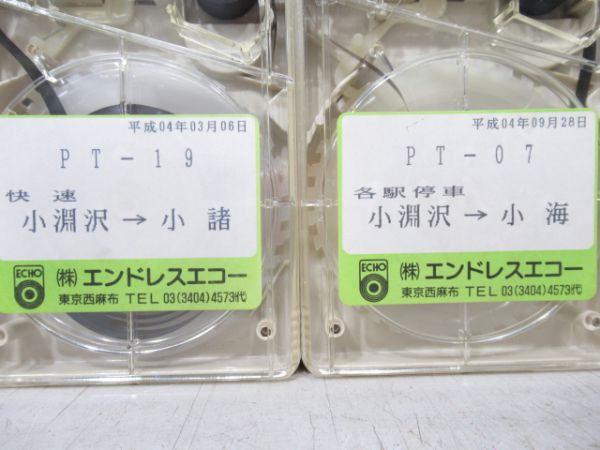 平成04年03月06日
PT-19
快速
小淵沢→小諸
ECHO
(株)エンドレスエコー
東京西麻布 TEL 03(3404)4573代
平成04年09月28日
PT-07
各駅停車
小淵沢→小海
ECHO
(株)エンドレスエコー
東京西麻布 TEL 03(3404)4573代